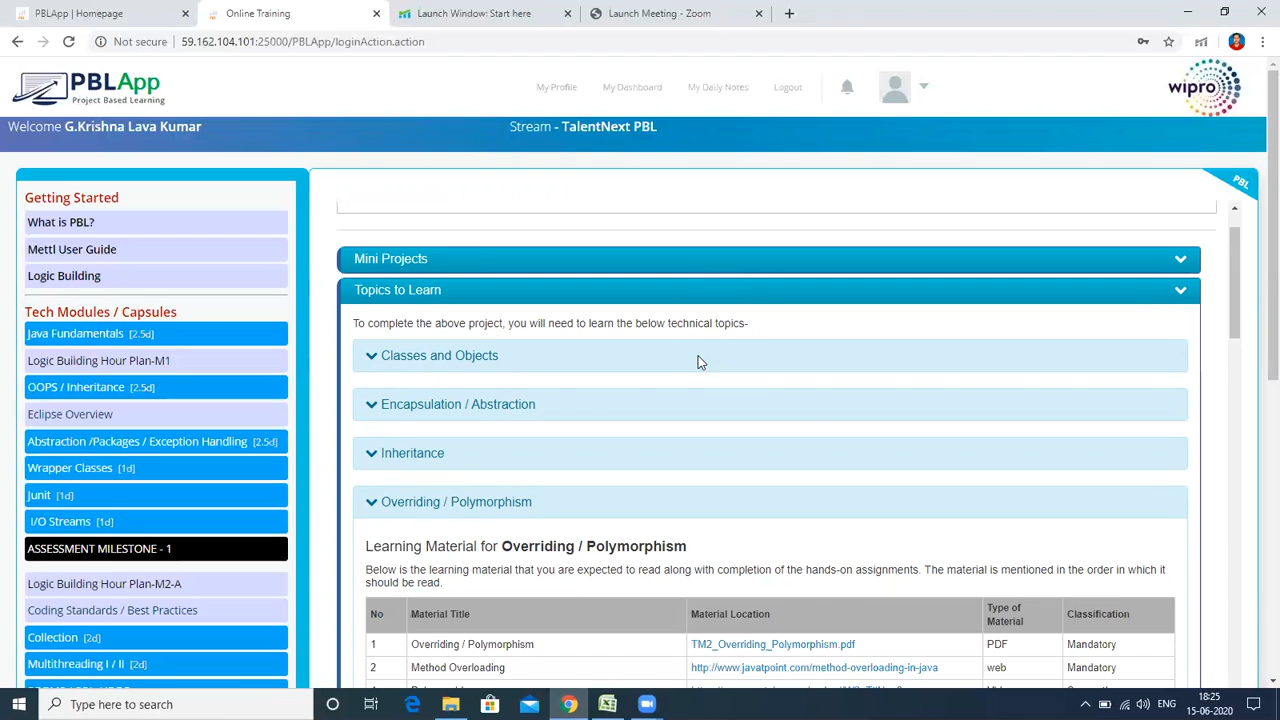 PBLApp | Homepage
Online Training
Launch Window: Start here
Launch Meeting - Zoom
Not secure
59.162.104.101:25000/PBLApp/loginAction.action
PBLApp
Project Based Learning
My Profile
My Dashboard
My Daily Notes
Logout
wipro
Welcome G.Krishna Lava Kumar
Stream - TalentNext PBL
PBL
Getting Started
What is PBL?
Mettl User Guide
Logic Building
Tech Modules / Capsules
Java Fundamentals [2.5d]
Logic Building Hour Plan-M1
OOPS / Inheritance [2.5d]
Eclipse Overview
Abstraction /Packages / Exception Handling [2.5d]
Wrapper Classes [1d]
Junit [1d]
I/O Streams [1d]
ASSESSMENT MILESTONE - 1
Logic Building Hour Plan-M2-A
Coding Standards / Best Practices
Collection [2d]
Multithreading I / II [2d]
Mini Projects
Topics to Learn
To complete the above project, you will need to learn the below technical topics-
Classes and Objects
Encapsulation / Abstraction
Inheritance
Overriding / Polymorphism
Learning Material for Overriding / Polymorphism
Below is the learning material that you are expected to read along with completion of the hands-on assignments. The material is mentioned in the order in which it
should be read.
No Material Title Material Location Type of Material Classification
1 Overriding / Polymorphism TM2_Overriding_Polymorphism.pdf PDF Mandatory
2 Method Overloading http://www.javatpoint.com/method-overloading-in-java web Mandatory
Type here to search
ENG
18:25
15-06-2020